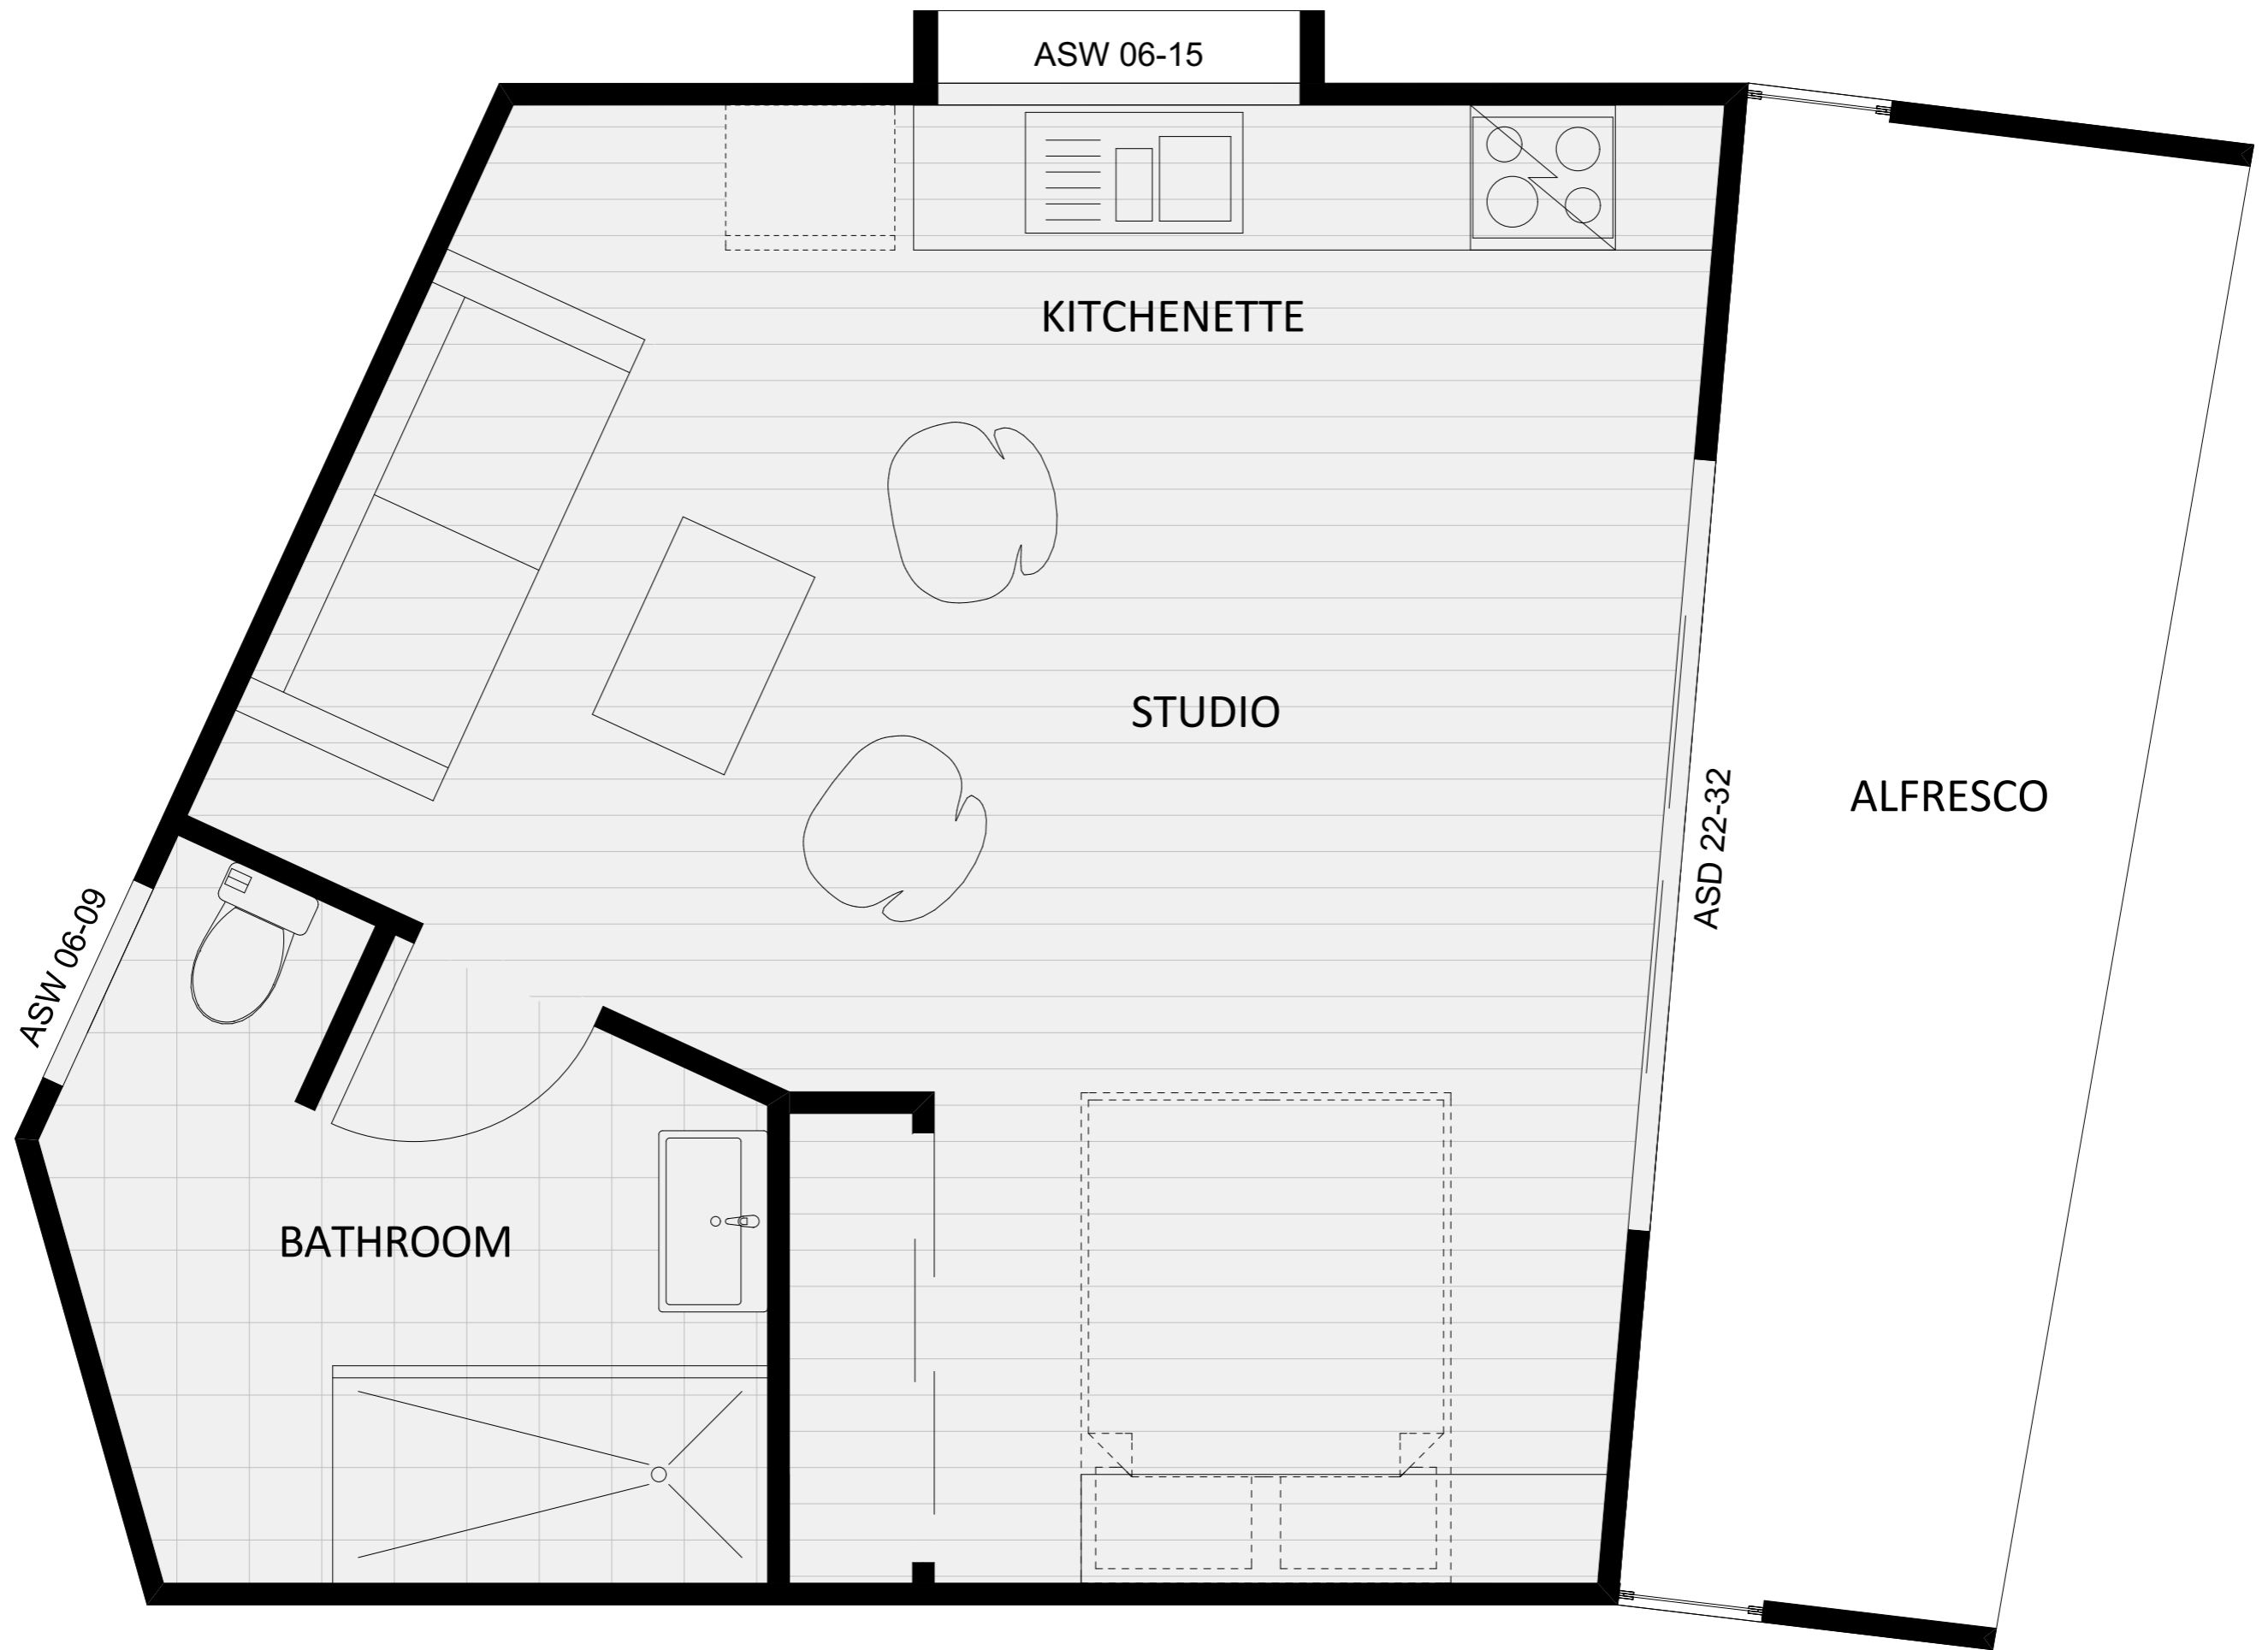 ASW 06-15
KITCHENETTE
STUDIO
ASD 22-32
ALFRESCO
ASW 06-09
BATHROOM